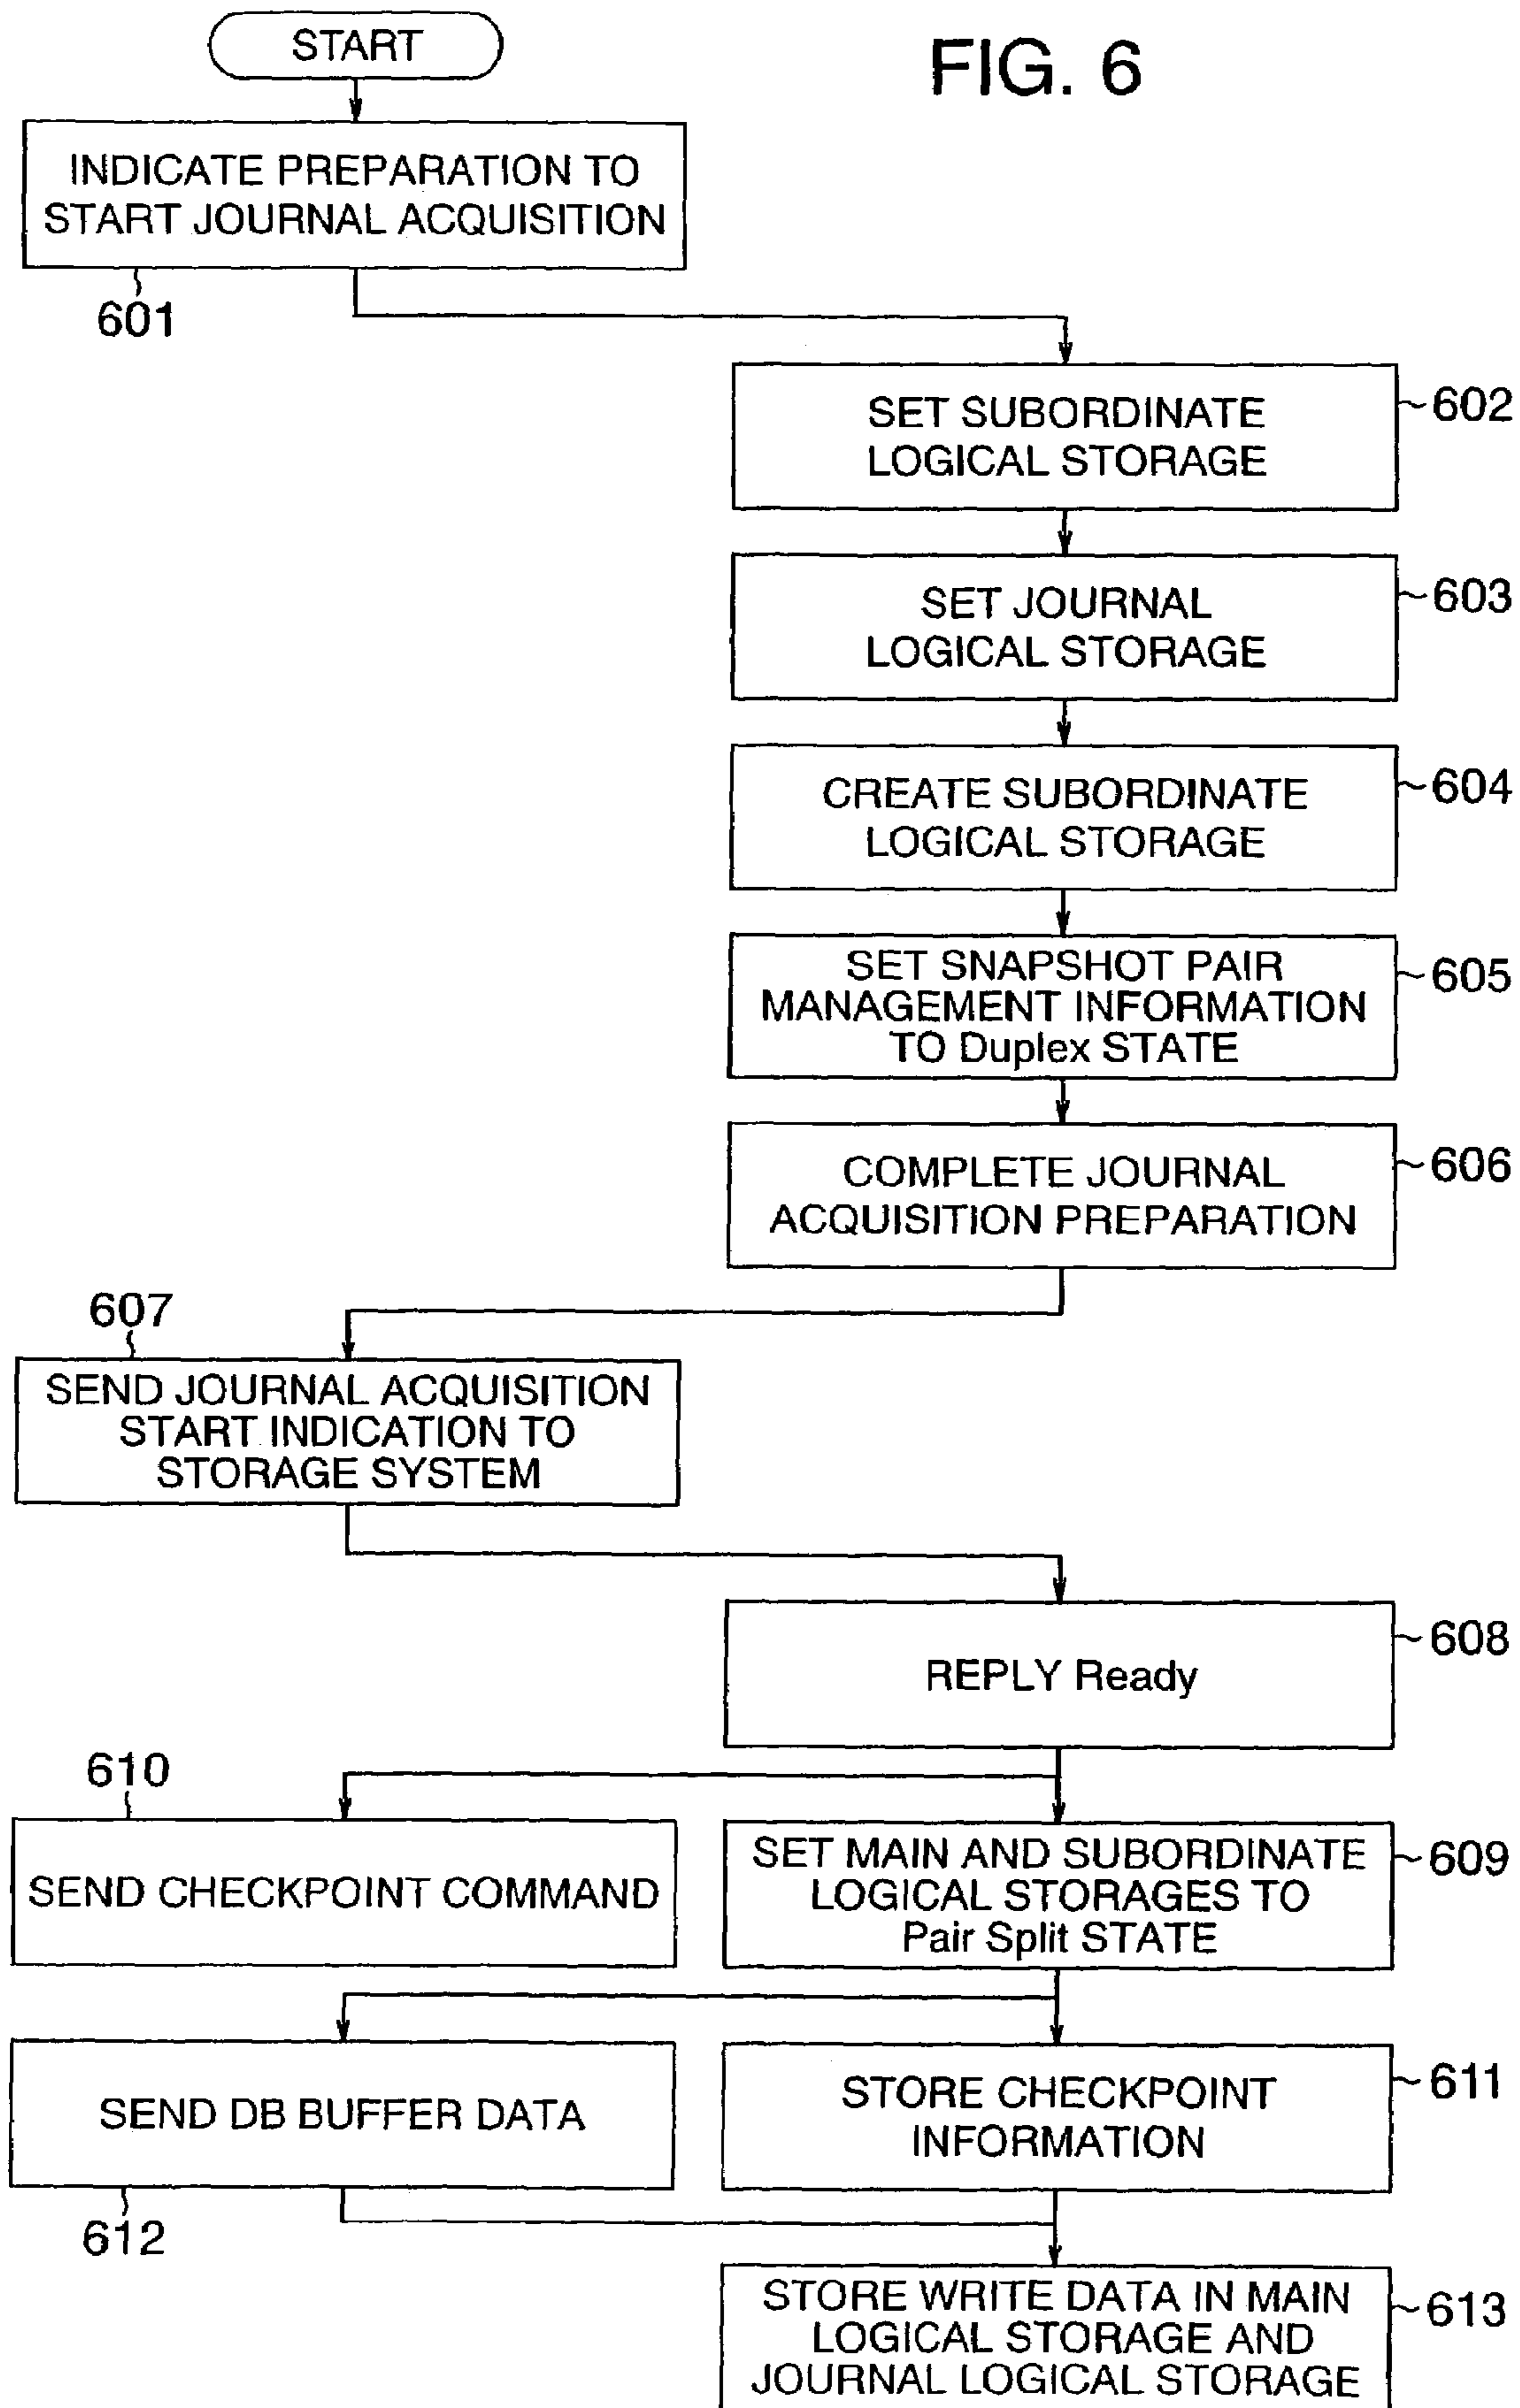 START
FIG. 6
INDICATE PREPARATION TO
START JOURNAL ACQUISITION
601
SET SUBORDINATE
LOGICAL STORAGE
602
SET JOURNAL
LOGICAL STORAGE
603
CREATE SUBORDINATE
LOGICAL STORAGE
604
SET SNAPSHOT PAIR
MANAGEMENT INFORMATION
TO Duplex STATE
605
COMPLETE JOURNAL
ACQUISITION PREPARATION
606
607
SEND JOURNAL ACQUISITION
START INDICATION TO
STORAGE SYSTEM
REPLY Ready
608
610
SEND CHECKPOINT COMMAND
SET MAIN AND SUBORDINATE
LOGICAL STORAGES TO
Pair Split STATE
609
SEND DB BUFFER DATA
612
STORE CHECKPOINT
INFORMATION
611
STORE WRITE DATA IN MAIN
LOGICAL STORAGE AND
JOURNAL LOGICAL STORAGE
613